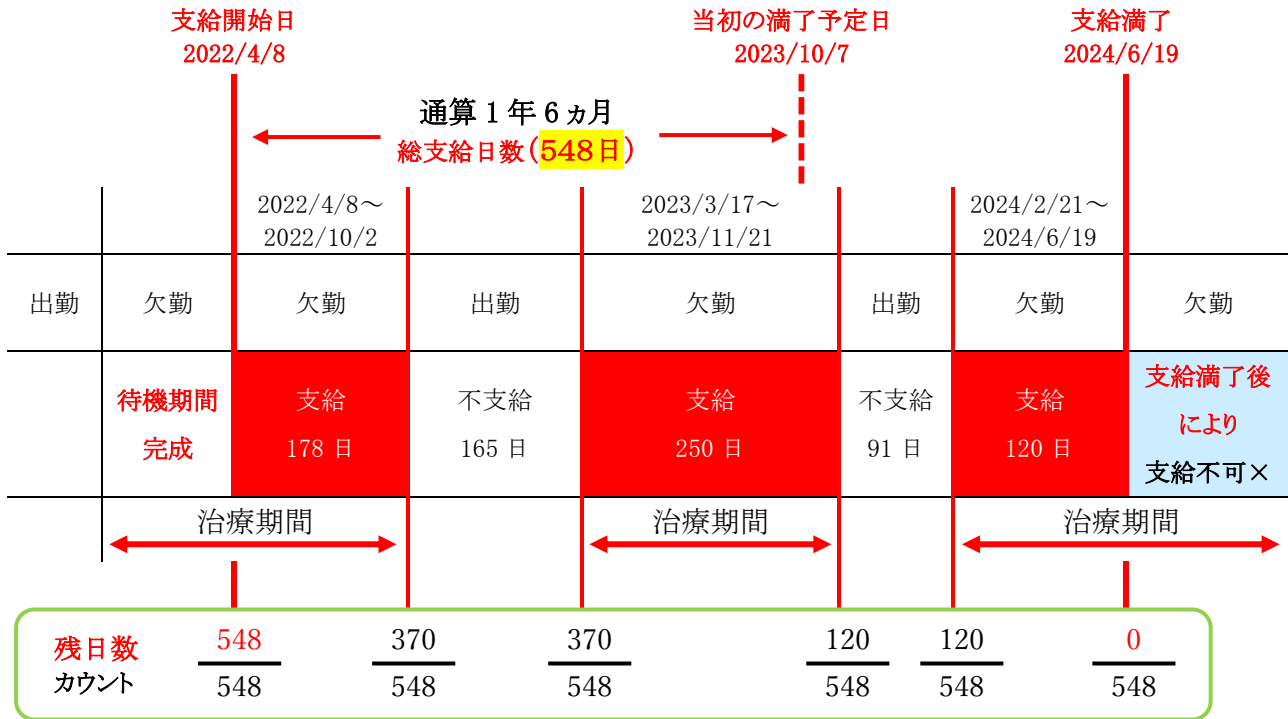 支給開始日
2022/4/8
当初の満了予定日
2023/10/7
支給満了
2024/6/19
通算1年6ヵ月
総支給日数(548日)
2022/4/8～
2022/10/2
2023/3/17～
2023/11/21
2024/2/21～
2024/6/19
出勤 欠勤 欠勤 出勤 欠勤 出勤 欠勤 欠勤
待機期間
完成
支給
178 日
不支給
165 日
支給
250 日
不支給
91 日
支給
120 日
支給満了後
により
支給不可×
治療期間 治療期間 治療期間
残日数
カウント
548
548
370
548
370
548
120
548
120
548
0
548